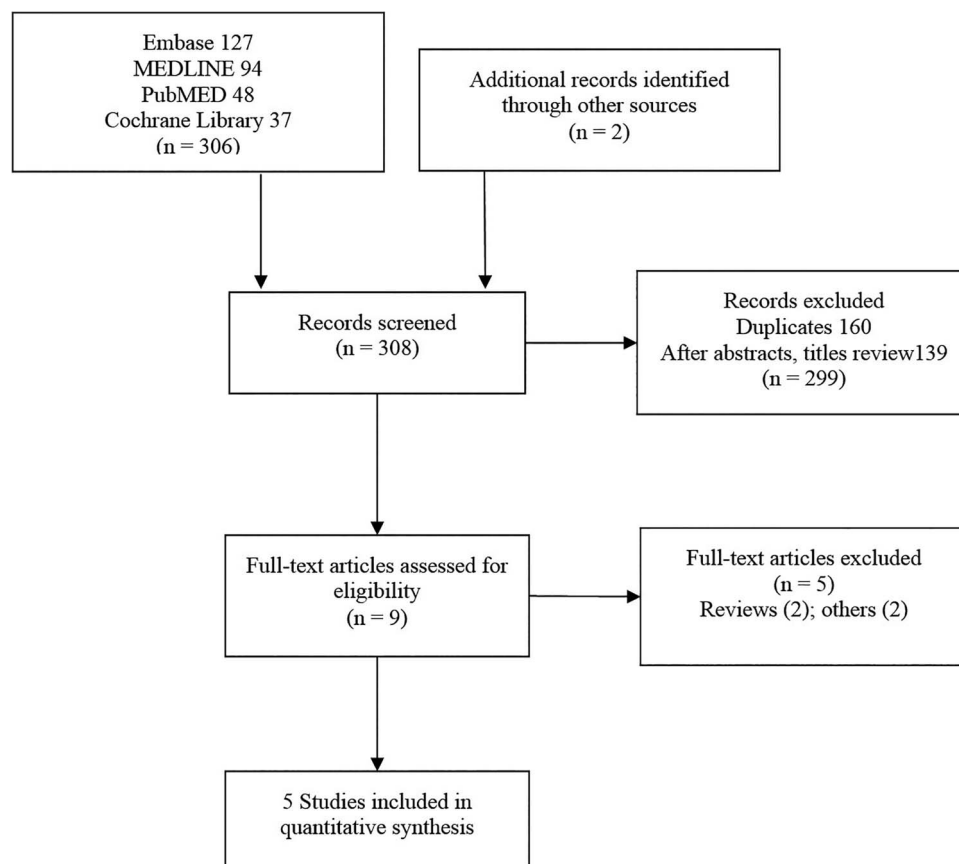 Embase 127
MEDLINE 94
PubMED 48
Cochrane Library 37
(n = 306)
Additional records identified
through other sources
(n = 2)
Records screened
(n = 308)
Records excluded
Duplicates 160
After abstracts, titles review139
(n = 299)
Full-text articles assessed for
eligibility
(n = 9)
Full-text articles excluded
(n = 5)
Reviews (2); others (2)
5 Studies included in
quantitative synthesis